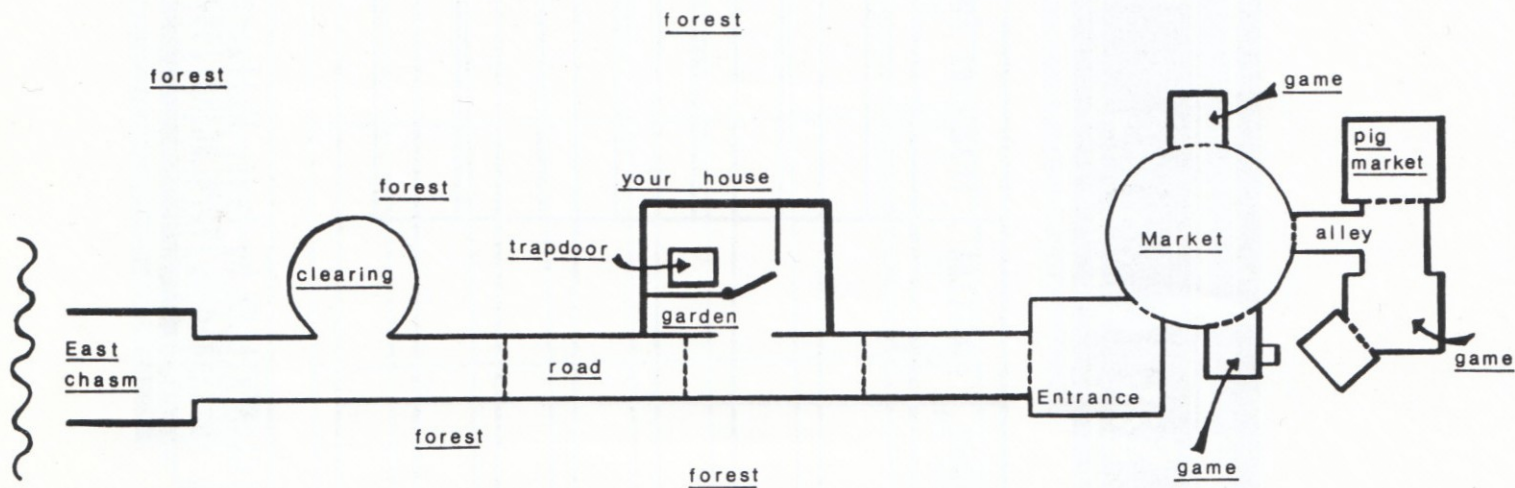 forest
forest
game
pig
market
forest
your house
trapdoor
Market
alley
clearing
garden
East
chasm
road
game
Entrance
forest
game
forest